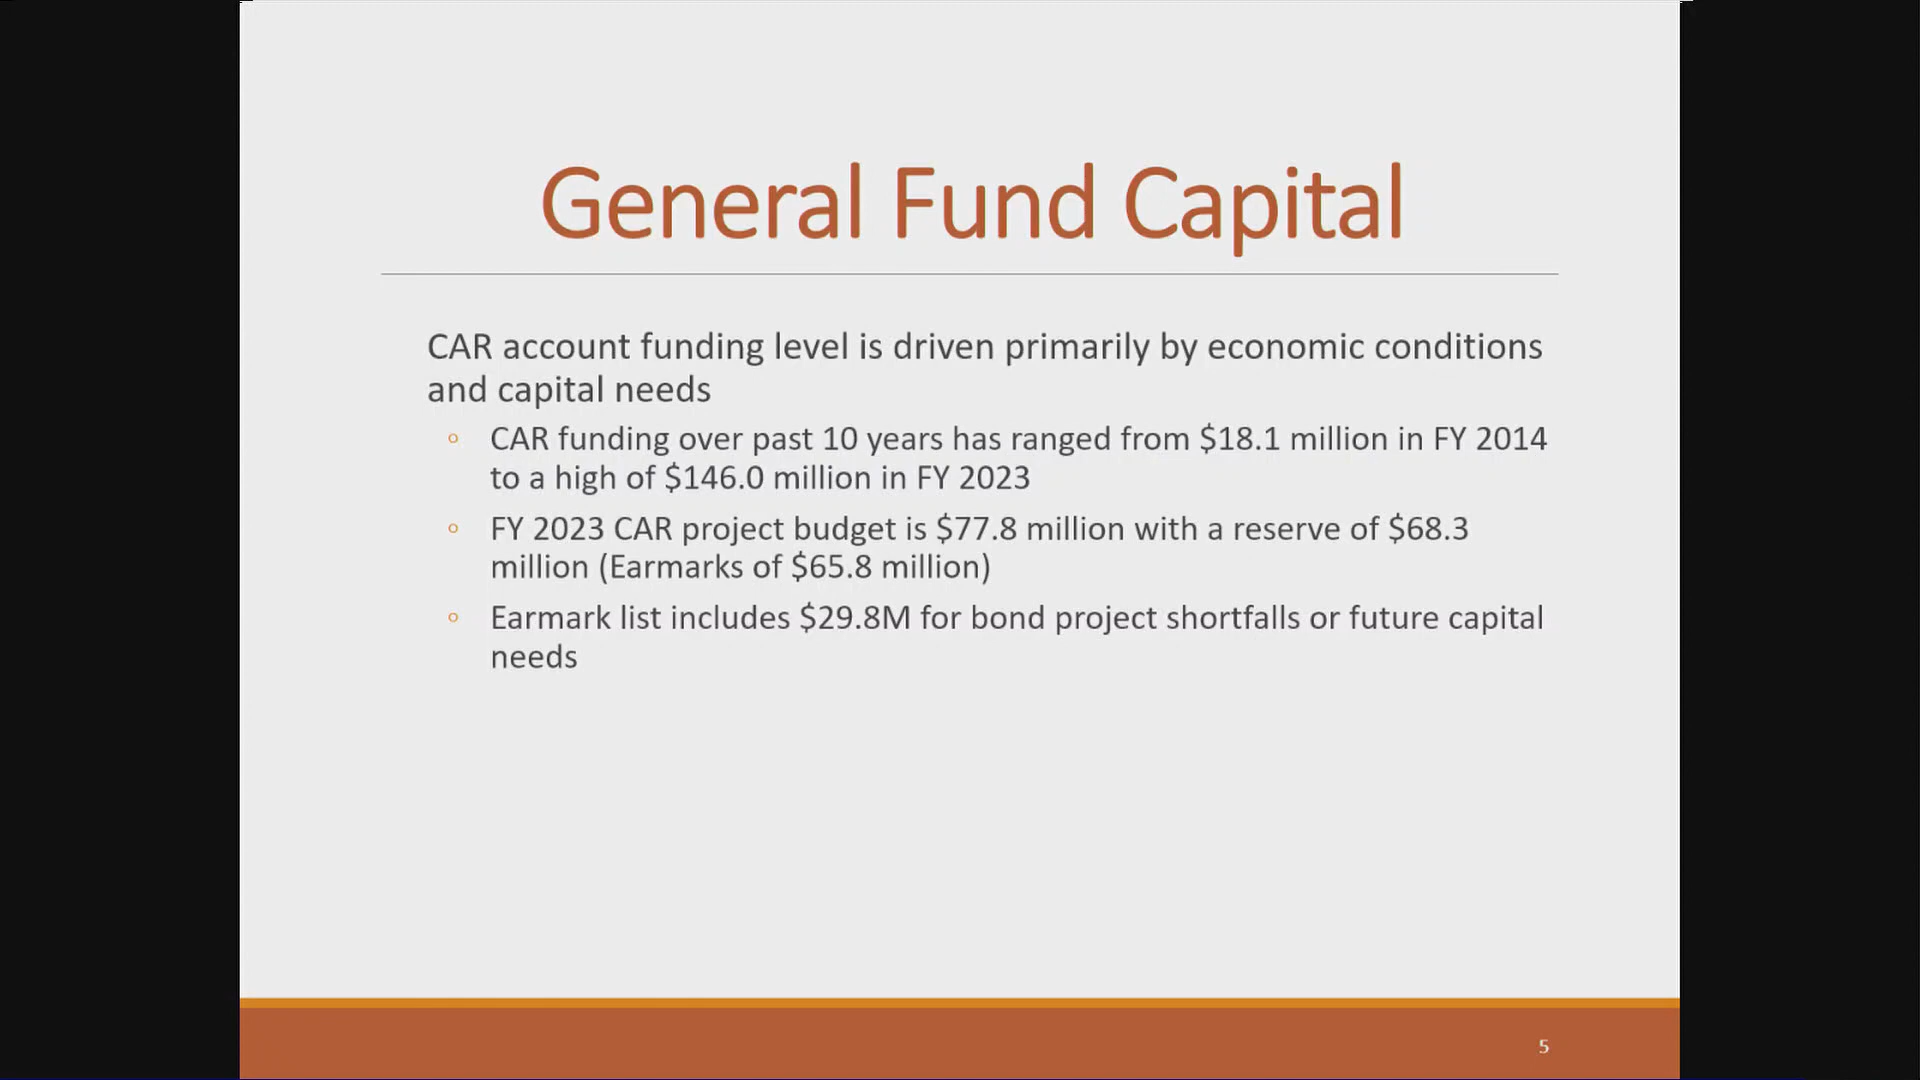 General Fund Capital
CAR account funding level is driven primarily by economic conditions
and capital needs
◦ CAR funding over past 10 years has ranged from $18.1 million in FY 2014
to a high of $146.0 million in FY 2023
◦ FY 2023 CAR project budget is $77.8 million with a reserve of $68.3
million (Earmarks of $65.8 million)
◦ Earmark list includes $29.8M for bond project shortfalls or future capital
needs
5